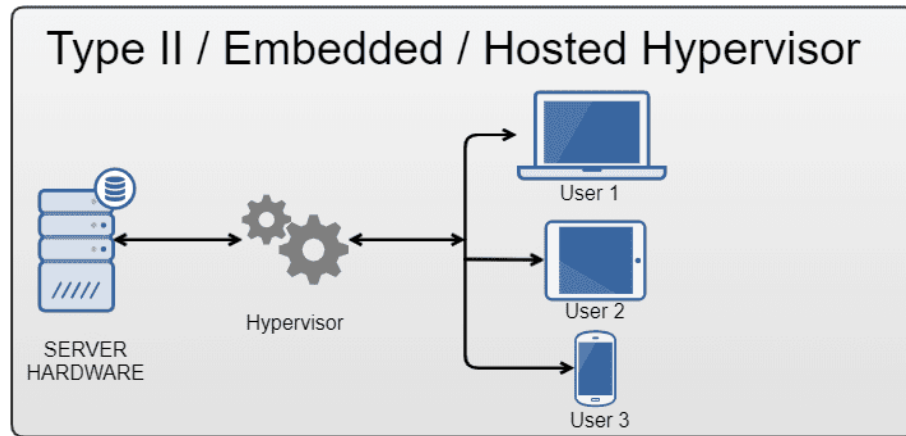 Type II / Embedded / Hosted Hypervisor
User 1
User 2
Hypervisor
SERVER
HARDWARE
User 3